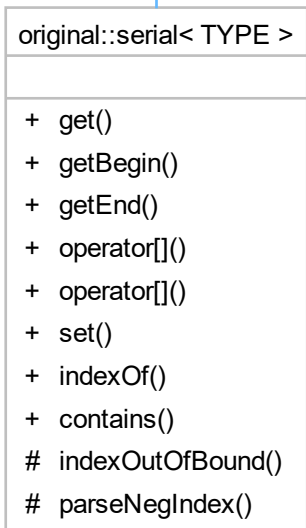 original::serial< TYPE >
+ get()
+ getBegin()
+ getEnd()
+ operator[]()
+ operator[]()
+ set()
+ indexOf()
+ contains()
# indexOutOfBound()
# parseNegIndex()